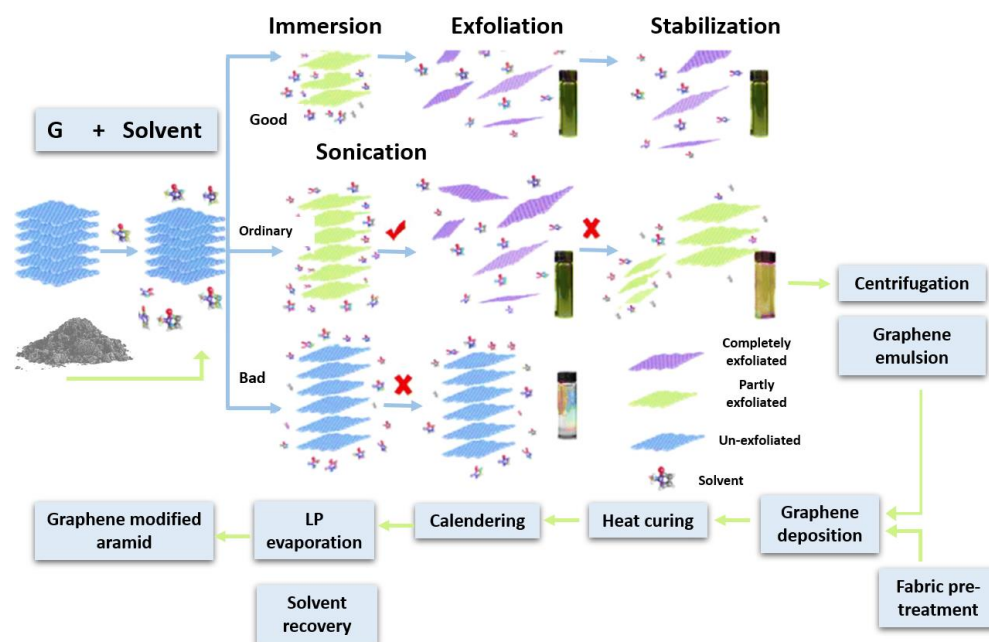 Immersion
Exfoliation
Stabilization
G + Solvent
Good
Sonication
Ordinary
Bad
Completely
exfoliated
Partly
exfoliated
Un-exfoliated
Solvent
Centrifugation
Graphene
emulsion
Graphene modified
aramid
LP
evaporation
Calendering
Heat curing
Graphene
deposition
Solvent
recovery
Fabric pre-
treatment